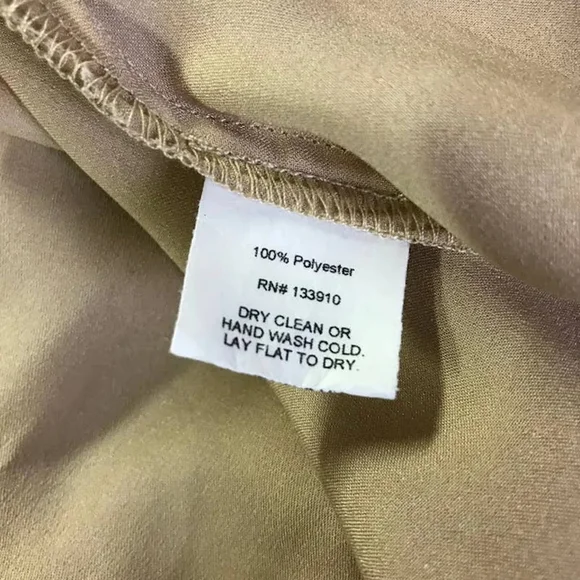 100% Polyester
RN# 133910
DRY CLEAN OR
HAND WASH COLD.
LAY FLAT TO DRY.